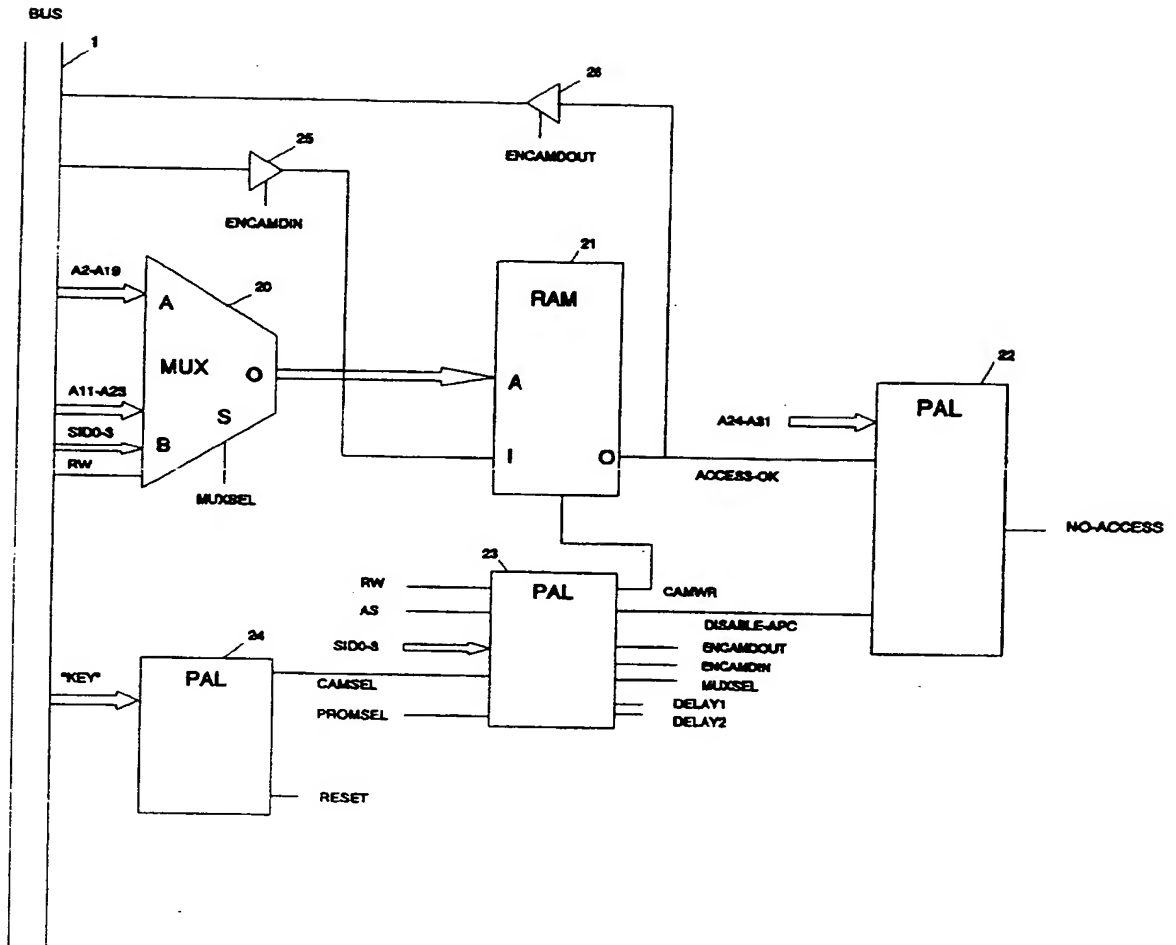 BUS
1
26
ENCAMDOUT
25
ENCAMDIN
A2-A19
A
20
MUX
O
A11-A23
S
SID0-3
B
RW
MUXSEL
21
RAM
A
I
O
22
PAL
A24-A31
ACCESS-OK
NO-ACCESS
23
PAL
RW
AS
SID0-3
CAMWR
DISABLE-APC
ENCAMDOUT
ENCAMDIN
MUXSEL
DELAY1
DELAY2
24
PAL
"KEY"
CAMSEL
PROMSEL
RESET